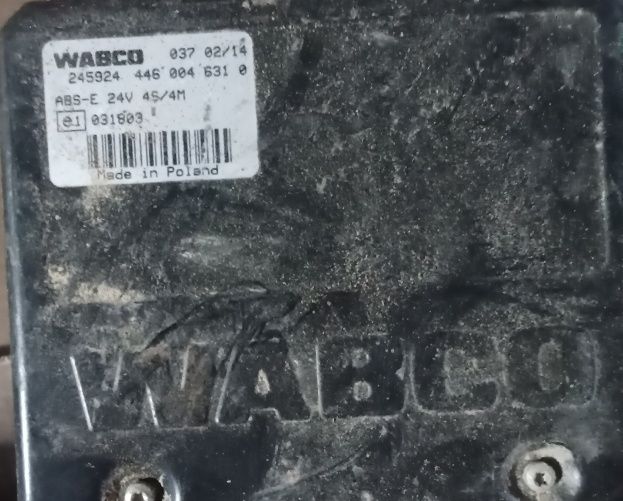 WABCO 037 02/14
245924 446 004 631 0
ABS-E 24V 4S/4M
e1 031803
Made in Poland
WABCO